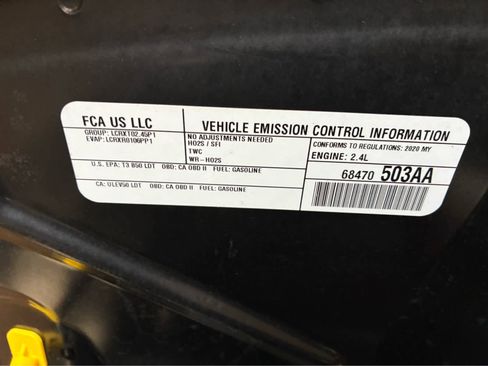 FCA US LLC
GROUP: LCRXT02.45P1
EVAP: LCRXR0106PP1
VEHICLE EMISSION CONTROL INFORMATION
NO ADJUSTMENTS NEEDED
HO2S / SFI
TWC
WR-HO2S
CONFORMS TO REGULATIONS: 2020 MY
ENGINE: 2.4L
U.S. EPA: T3 B50 LDT OBD: CA OBD II FUEL: GASOLINE
CA: ULEV50 LDT OBD: CA OBD II FUEL: GASOLINE
68470 503AA